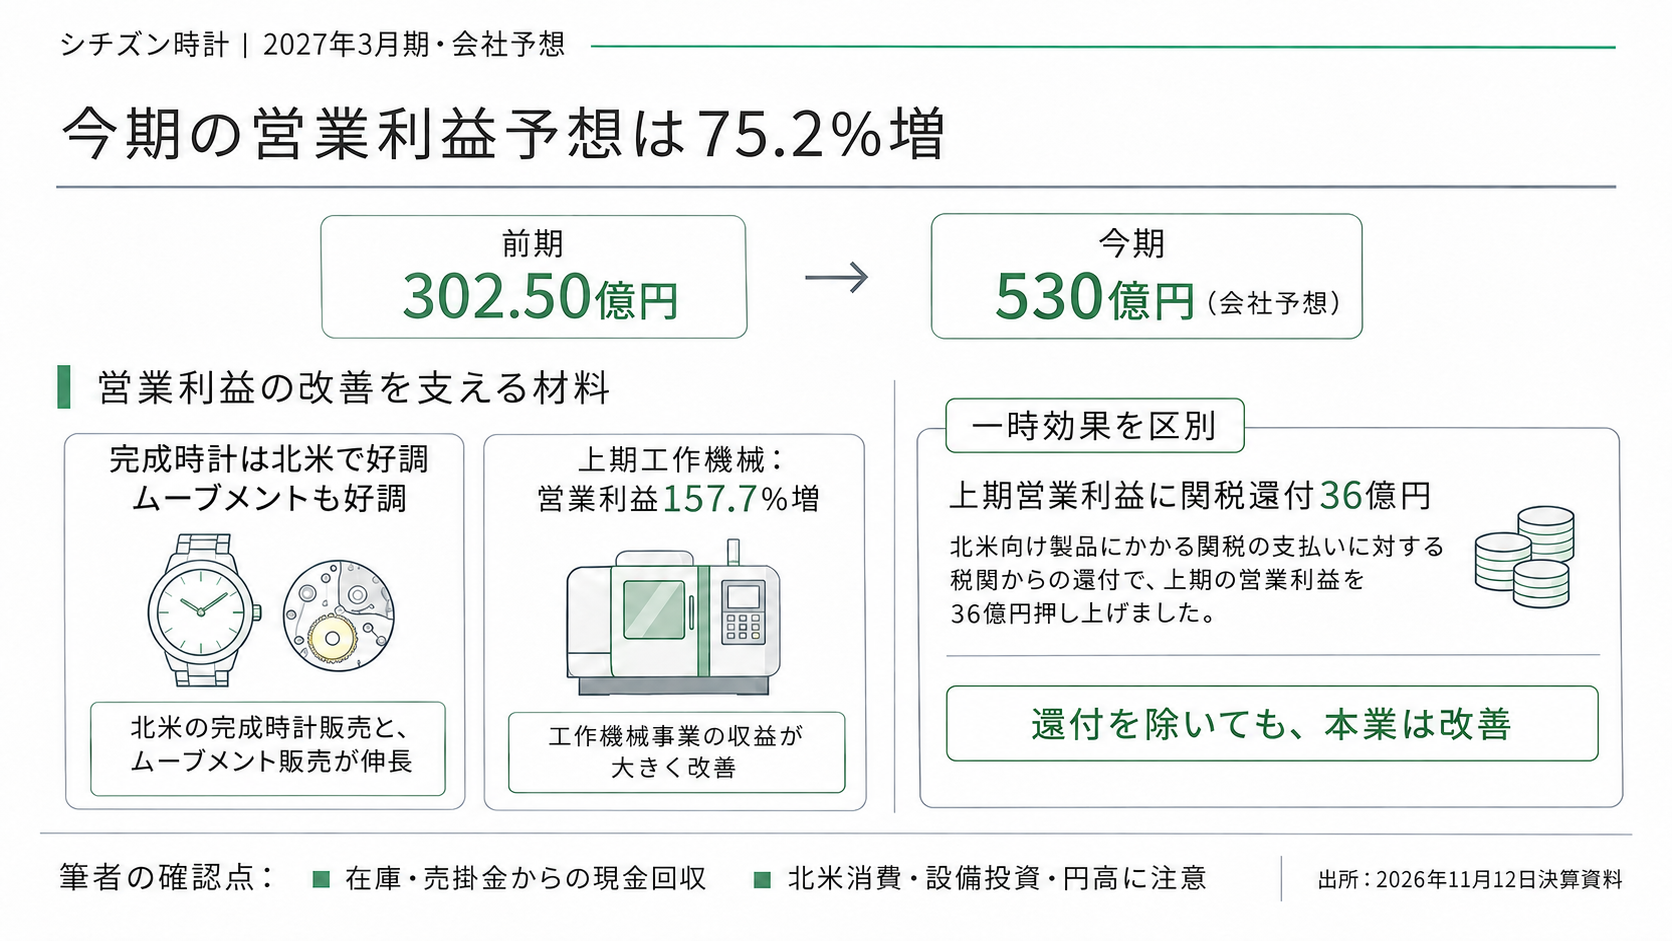 シチズン時計 | 2027年3月期・会社予想
今期の営業利益予想は75.2%増
前期
302.50億円
→
今期
530億円(会社予想)
営業利益の改善を支える材料
完成時計は北米で好調
ムーブメントも好調
北米の完成時計販売と、
ムーブメント販売が伸長
上期工作機械：
営業利益157.7%増
工作機械事業の収益が
大きく改善
一時効果を区別
上期営業利益に関税還付36億円
北米向け製品にかかる関税の支払いに対する
税関からの還付で、上期の営業利益を
36億円押し上げました。
還付を除いても、本業は改善
筆者の確認点：
■ 在庫・売掛金からの現金回収
■ 北米消費・設備投資・円高に注意
出所：2026年11月12日決算資料